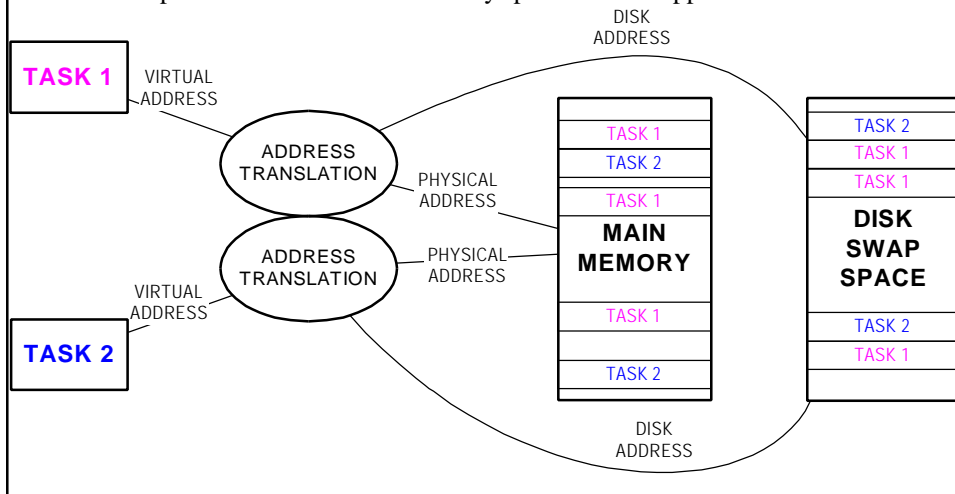 DISK
ADDRESS
TASK 1
VIRTUAL
ADDRESS
ADDRESS
TRANSLATION
PHYSICAL
ADDRESS
ADDRESS
TRANSLATION
PHYSICAL
ADDRESS
VIRTUAL
ADDRESS
TASK 2
TASK 1
TASK 2
TASK 1
MAIN
MEMORY
TASK 1
TASK 2
TASK 2
TASK 1
TASK 1
DISK
SWAP
SPACE
TASK 2
TASK 1
DISK
ADDRESS